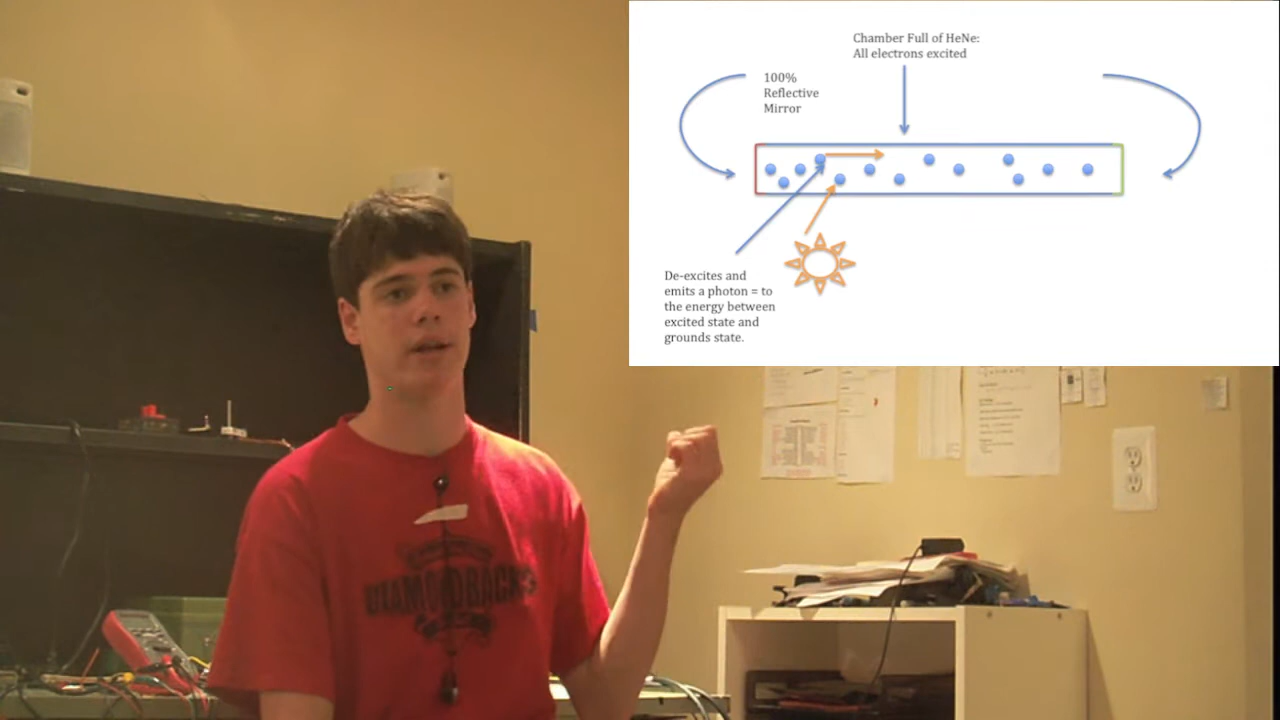 Chamber Full of HeNe:
All electrons excited
100%
Reflective
Mirror
De-excites and
emits a photon = to
the energy between
excited state and
grounds state.
DIAMONDBACKS